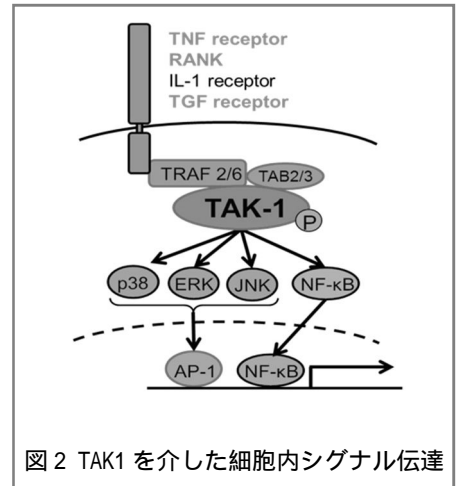 TNF receptor
RANK
IL-1 receptor
TGF receptor
TRAF 2/6
TAB2/3
TAK-1
P
p38
ERK
JNK
NF-κB
AP-1
NF-κB
図 2 TAK1 を介した細胞内シグナル伝達